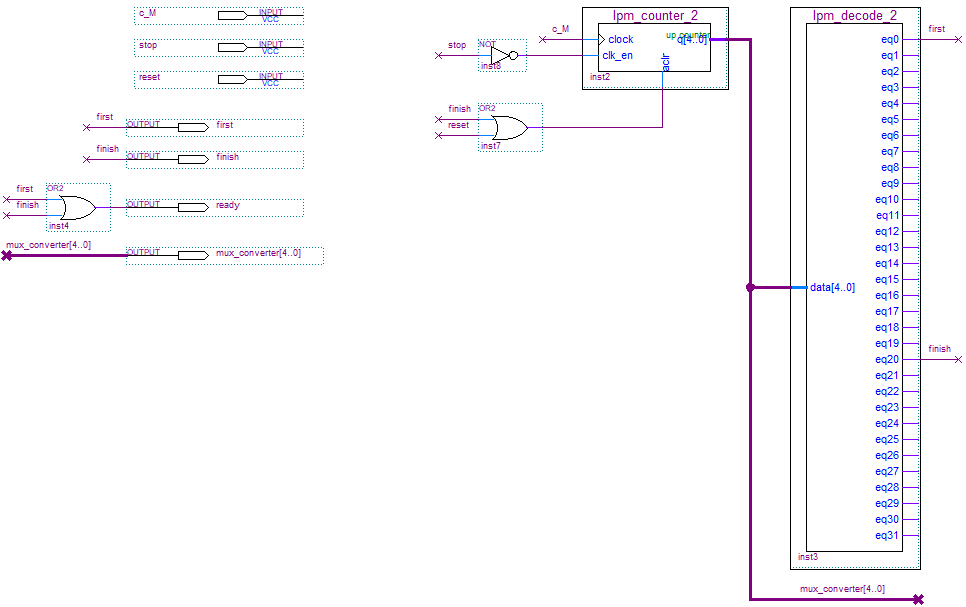 c_M INPUT VCC
stop INPUT VCC
reset INPUT VCC
first OUTPUT first
finish OUTPUT finish
first OR2
finish OUTPUT ready
inst4
mux_converter[4..0] OUTPUT mux_converter[4..0]
stop NOT
inst8
finish OR2
reset
inst7
lpm_counter_2
c_M
up counter
clock q[4..0]
clk_en
aclr
inst2
lpm_decode_2
eq0 first
eq1
eq2
eq3
eq4
eq5
eq6
eq7
eq8
eq9
eq10
eq11
eq12
eq13
eq14
eq15
data[4..0]
eq16
eq17
eq18
eq19
eq20 finish
eq21
eq22
eq23
eq24
eq25
eq26
eq27
eq28
eq29
eq30
eq31
inst3
mux_converter[4..0]